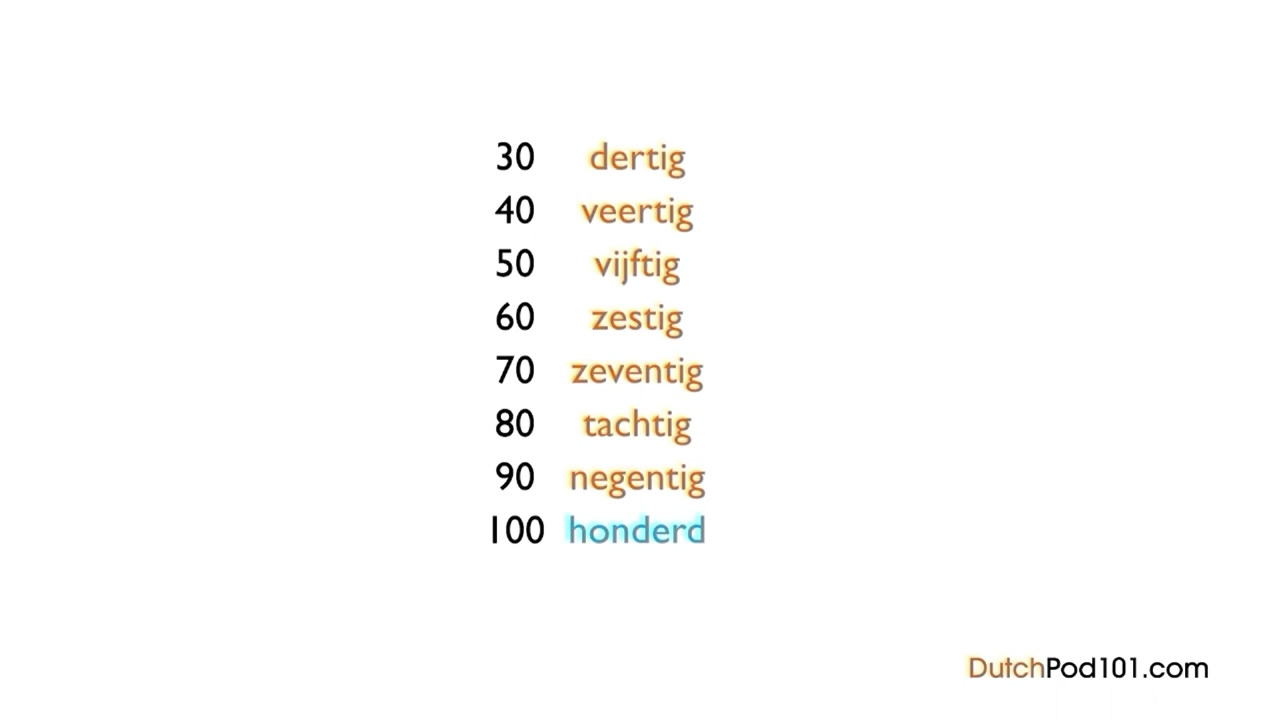 30 dertig
40 veertig
50 vijftig
60 zestig
70 zeventig
80 tachtig
90 negentig
100 honderd
DutchPod101.com